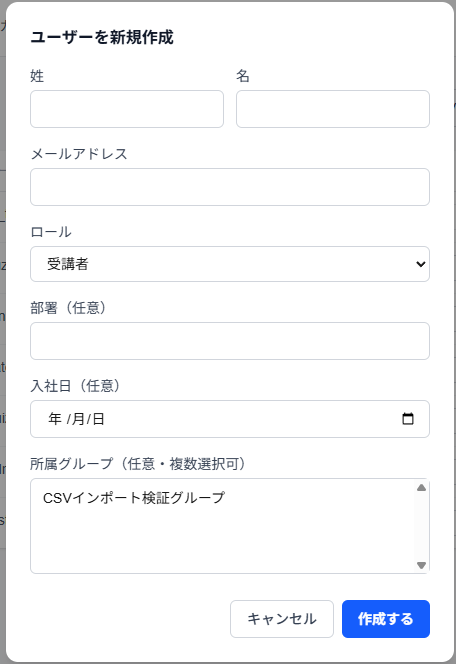 ユーザーを新規作成
姓 名
メールアドレス
ロール
受講者
部署（任意）
入社日（任意）
年 /月/日
所属グループ（任意・複数選択可）
CSVインポート検証グループ
キャンセル 作成する